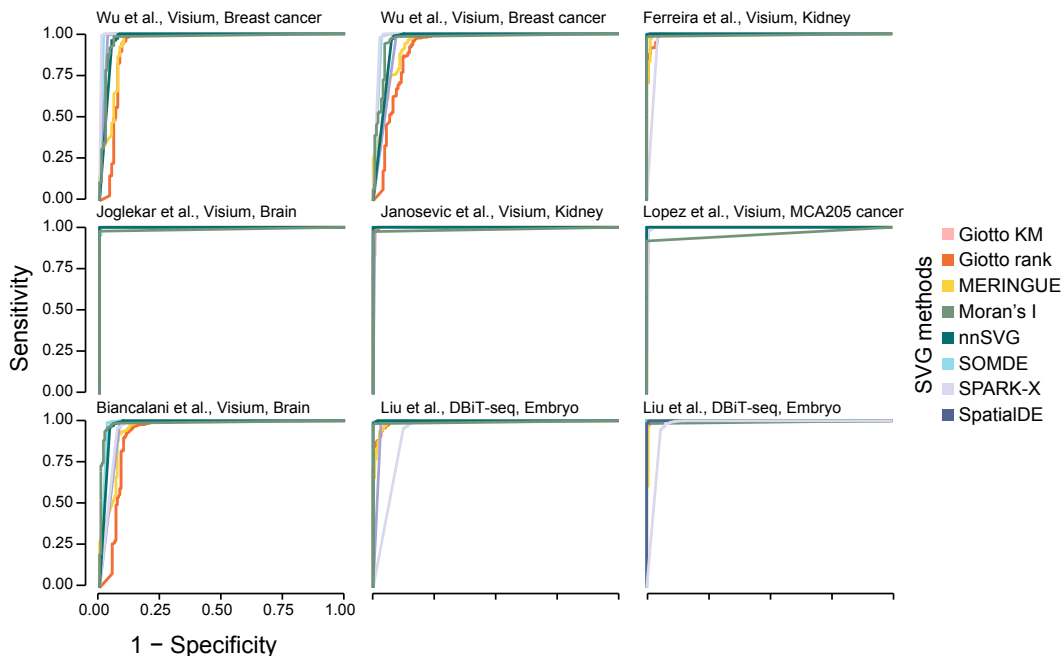 Wu et al., Visium, Breast cancer
Wu et al., Visium, Breast cancer
Ferreira et al., Visium, Kidney
1.00
0.75
0.50
0.25
0.00
Joglekar et al., Visium, Brain
Janosevic et al., Visium, Kidney
Lopez et al., Visium, MCA205 cancer
1.00
0.75
0.50
0.25
0.00
Sensitivity
Biancalani et al., Visium, Brain
Liu et al., DBiT-seq, Embryo
Liu et al., DBiT-seq, Embryo
1.00
0.75
0.50
0.25
0.00
0.00 0.25 0.50 0.75 1.00
1 − Specificity
SVG methods
Giotto KM
Giotto rank
MERINGUE
Moran's I
nnSVG
SOMDE
SPARK-X
SpatialDE